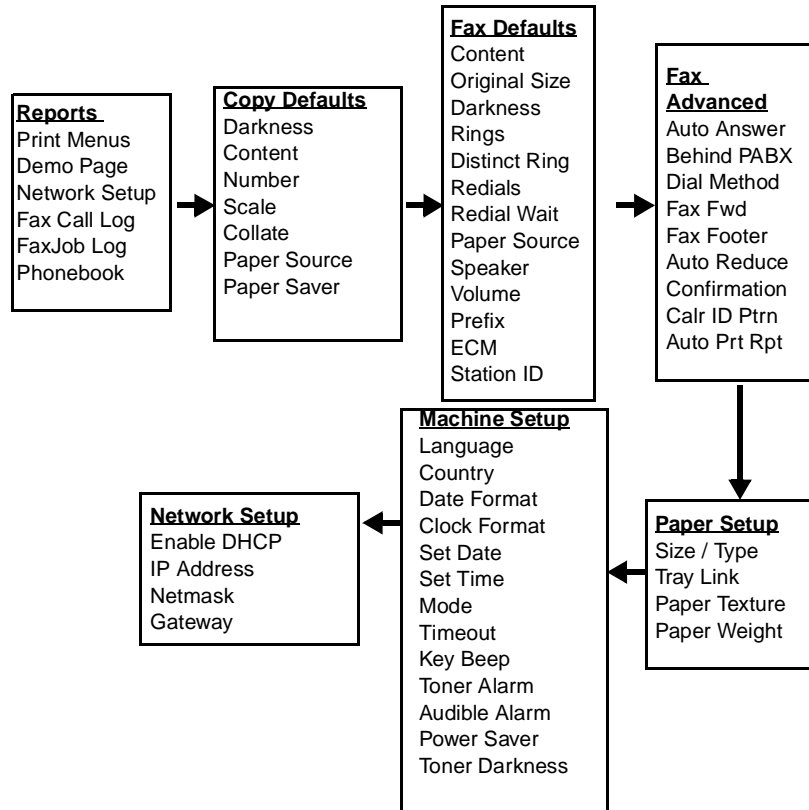 Reports
Print Menus
Demo Page
Network Setup
Fax Call Log
FaxJob Log
Phonebook
Copy Defaults
Darkness
Content
Number
Scale
Collate
Paper Source
Paper Saver
Fax Defaults
Content
Original Size
Darkness
Rings
Distinct Ring
Redials
Redial Wait
Paper Source
Speaker
Volume
Prefix
ECM
Station ID
Fax
Advanced
Auto Answer
Behind PABX
Dial Method
Fax Fwd
Fax Footer
Auto Reduce
Confirmation
Calr ID Ptrn
Auto Prt Rpt
Paper Setup
Size / Type
Tray Link
Paper Texture
Paper Weight
Machine Setup
Language
Country
Date Format
Clock Format
Set Date
Set Time
Mode
Timeout
Key Beep
Toner Alarm
Audible Alarm
Power Saver
Toner Darkness
Network Setup
Enable DHCP
IP Address
Netmask
Gateway